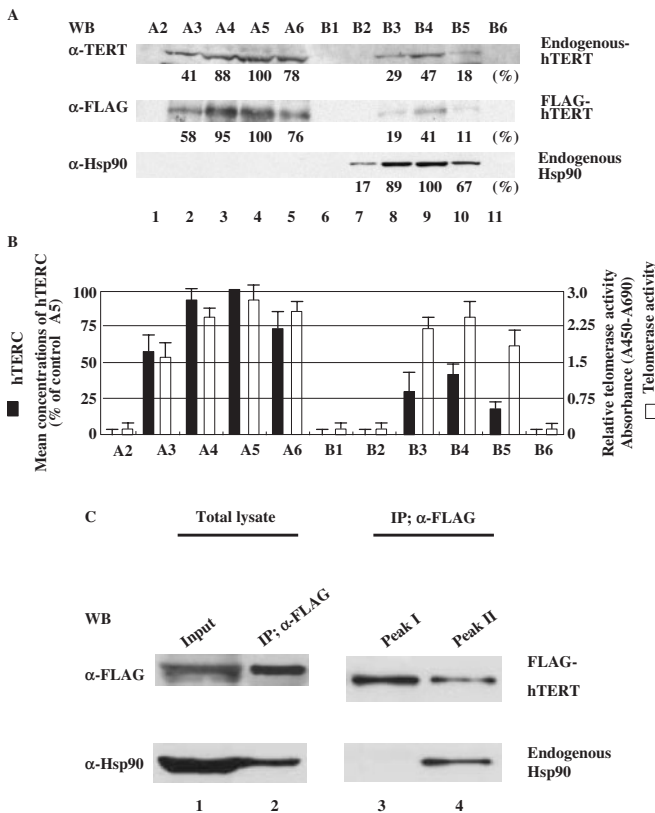 A
WB A2 A3 A4 A5 A6 B1 B2 B3 B4 B5 B6
α-TERT Endogenous-
hTERT
41 88 100 78 29 47 18 (%)
α-FLAG FLAG-
hTERT
58 95 100 76 19 41 11 (%)
α-Hsp90 Endogenous
Hsp90
17 89 100 67 (%)
1 2 3 4 5 6 7 8 9 10 11
B
hTERC
Mean concentrations of hTERC
(% of control A5)
100 3.0
75 2.25
50 1.5
25 0.75
0 0
A2 A3 A4 A5 A6 B1 B2 B3 B4 B5 B6
Relative telomerase activity
Absorbance (A450-A690)
Telomerase activity
C
Total lysate IP; α-FLAG
WB
Input IP; α-FLAG Peak I Peak II
α-FLAG FLAG-
hTERT
α-Hsp90 Endogenous
Hsp90
1 2 3 4